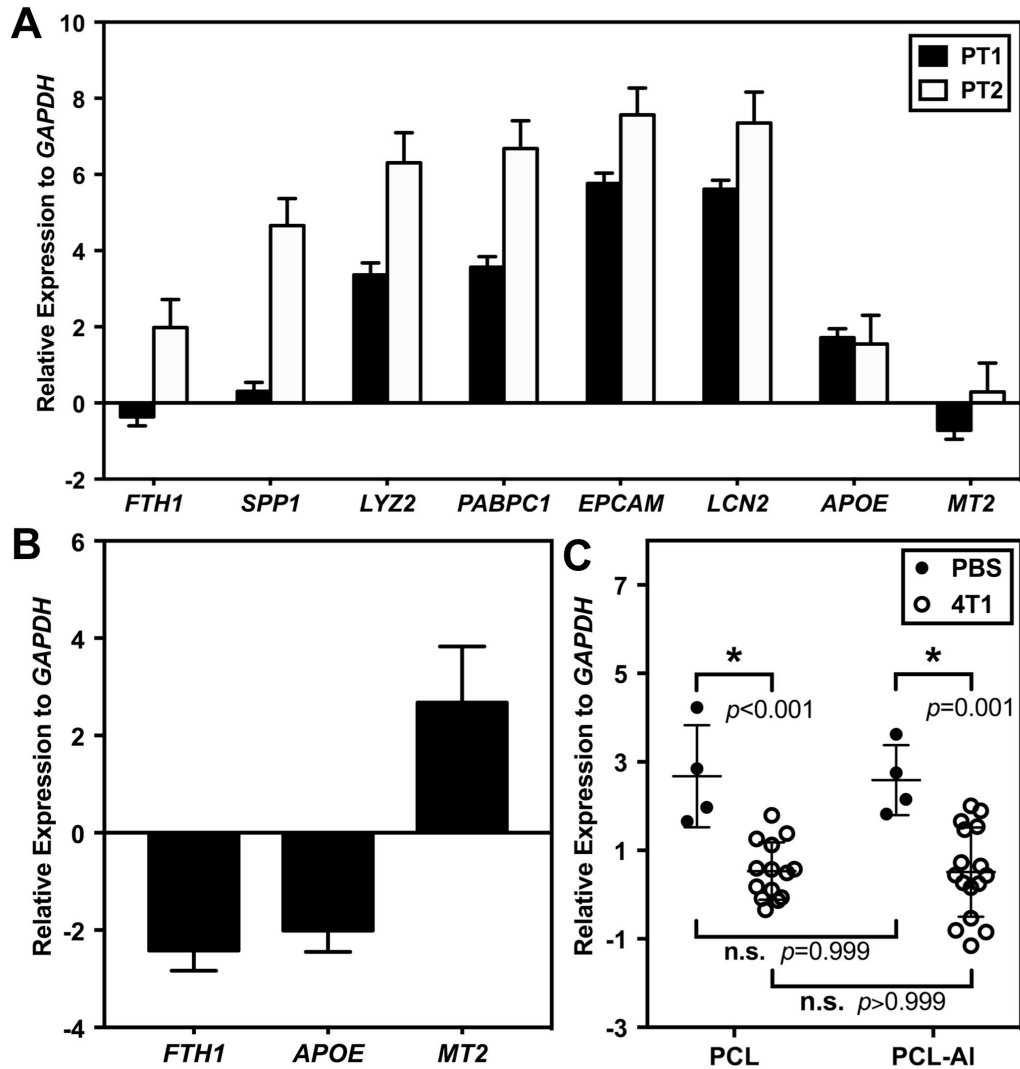 A
Relative Expression to GAPDH
10
8
6
4
2
0
-2
PT1
PT2
FTH1 SPP1 LYZ2 PABPC1 EPCAM LCN2 APOE MT2
B
Relative Expression to GAPDH
6
4
2
0
-2
-4
FTH1 APOE MT2
C
Relative Expression to GAPDH
7
5
3
1
-1
-3
PBS
4T1
* *
p<0.001 p=0.001
n.s. p=0.999
n.s. p>0.999
PCL PCL-AI